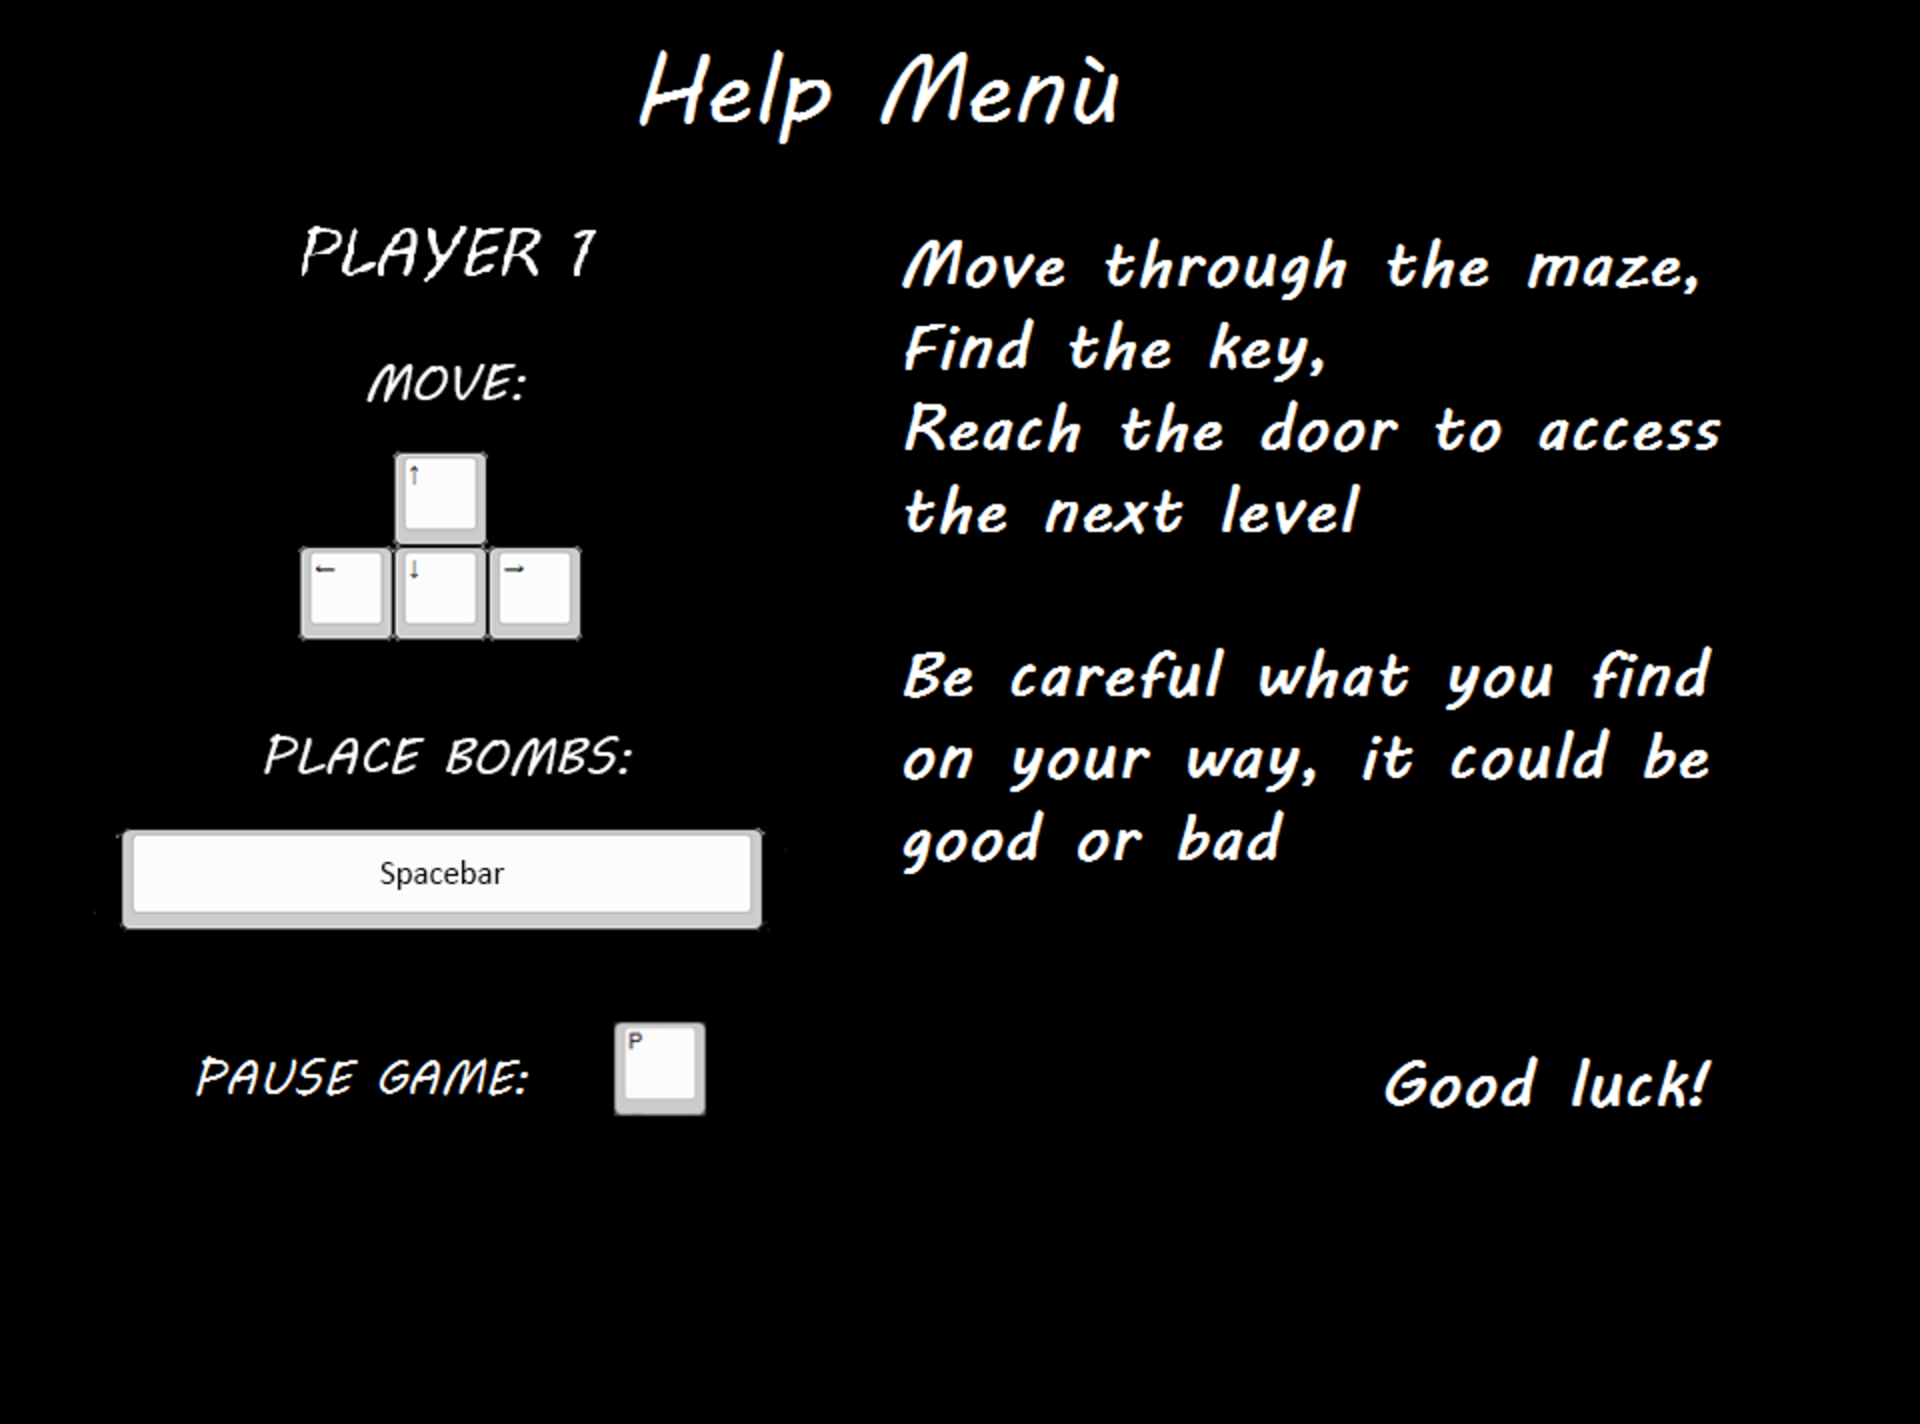 Help Menù
PLAYER 1
MOVE:
↑
← ↓ →
PLACE BOMBS:
Spacebar
PAUSE GAME: P
Move through the maze,
Find the key,
Reach the door to access
the next level
Be careful what you find
on your way, it could be
good or bad
Good luck!